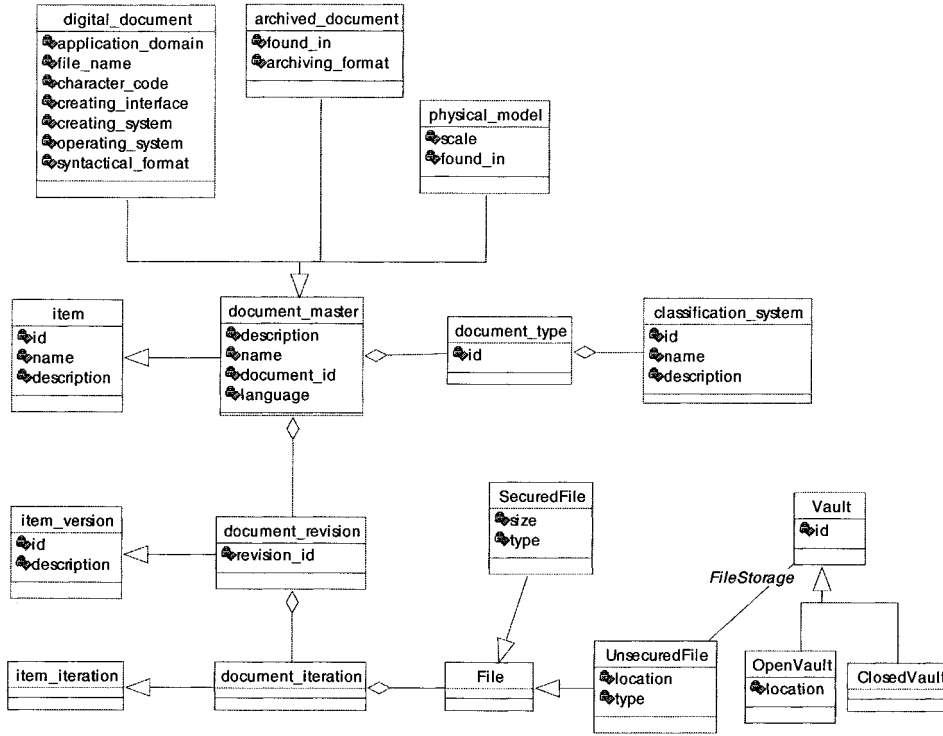 digital_document
application_domain
file_name
character_code
creating_interface
creating_system
operating_system
syntactical_format
archived_document
found_in
archiving_format
physical_model
scale
found_in
item
id
name
description
document_master
description
name
document_id
language
document_type
id
classification_system
id
name
description
item_version
id
description
document_revision
revision_id
SecuredFile
size
type
Vault
id
FileStorage
item_iteration
document_iteration
File
UnsecuredFile
location
type
OpenVault
location
ClosedVault